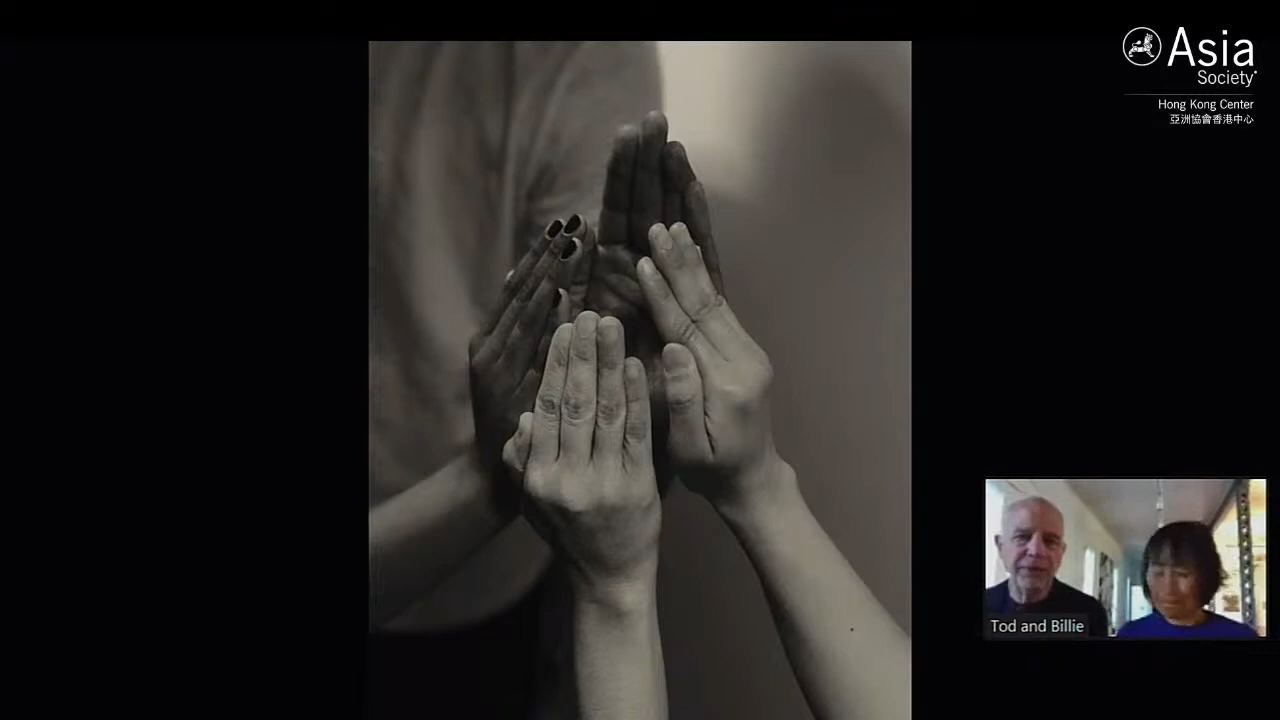 Asia
Society
Hong Kong Center
亞洲協會香港中心
Tod and Billie